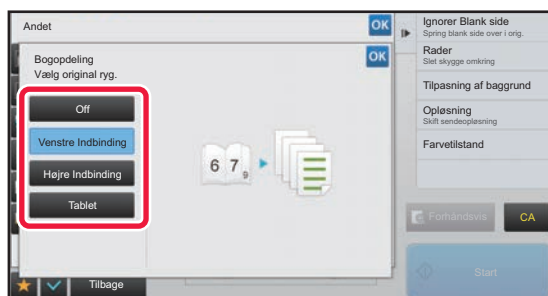 Andet
OK
Bogopdeling
Vælg original ryg.
OK
Off
Venstre Indbinding
Højre Indbinding
Tablet
6 7 9
Tilbage
Ignorer Blank side
Spring blank side over i orig.
Rader
Slet skygge omkring
Tilpasning af baggrund
Opløsning
Skift sendeopløsning
Farvetilstand
Forhåndsvis
CA
Start